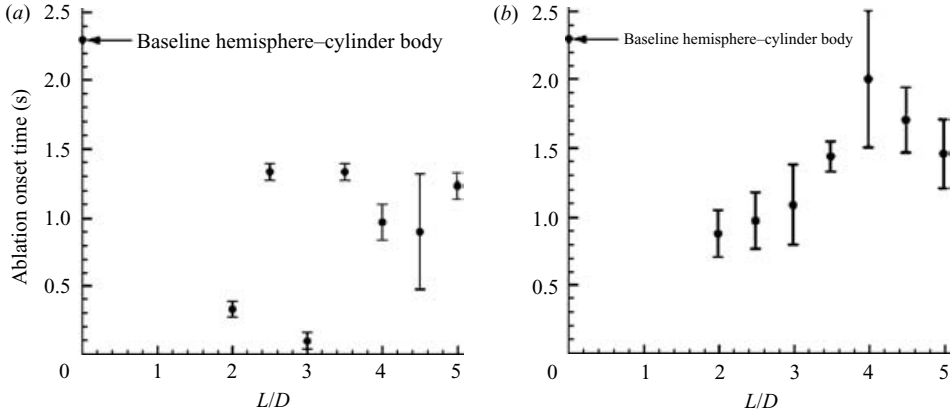 (a)
2.5
Baseline hemisphere–cylinder body
2.0
1.5
1.0
0.5
Ablation onset time (s)
0 1 2 3 4 5
L/D
(b)
2.5
Baseline hemisphere–cylinder body
2.0
1.5
1.0
0.5
0 1 2 3 4 5
L/D